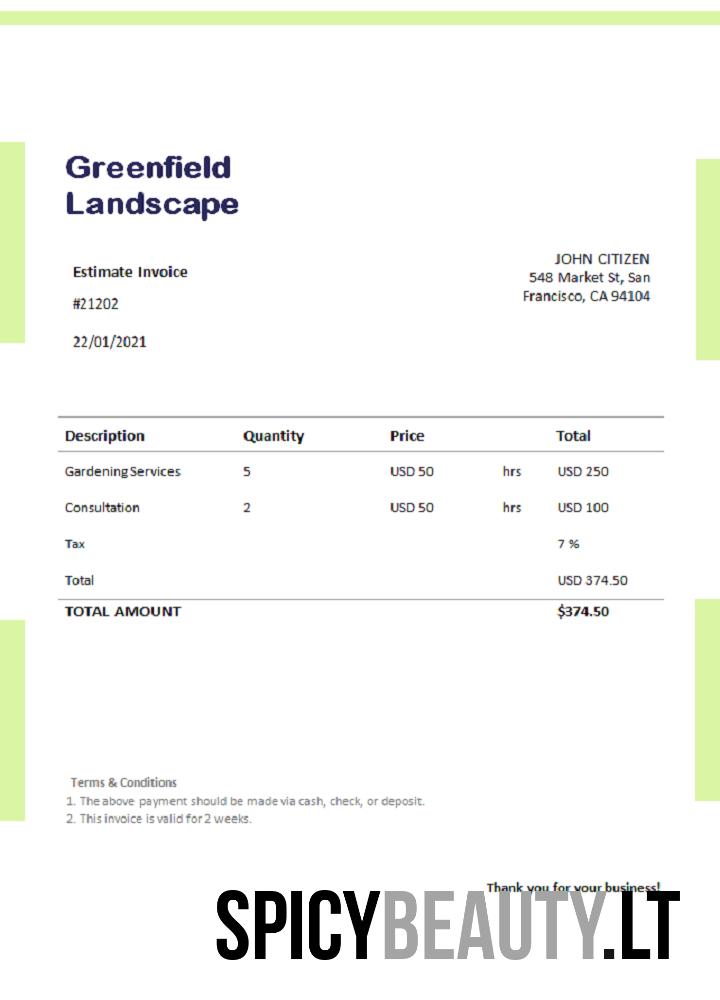 Greenfield
Landscape
JOHN CITIZEN
548 Market St, San
Francisco, CA 94104
Estimate Invoice
#21202
22/01/2021
Description Quantity Price Total
Gardening Services 5 USD 50 hrs USD 250
Consultation 2 USD 50 hrs USD 100
Tax 7 %
Total USD 374.50
TOTAL AMOUNT $374.50
Terms & Conditions
1. The above payment should be made via cash, check, or deposit.
2. This invoice is valid for 2 weeks.
Thank you for your business!
SPICYBEAUTY.LT